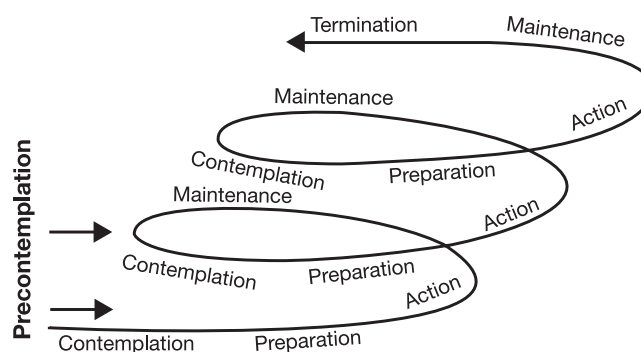 Termination
Maintenance
Maintenance
Action
Contemplation
Preparation
Maintenance
Action
Contemplation
Preparation
Action
Contemplation
Preparation
Precontemplation